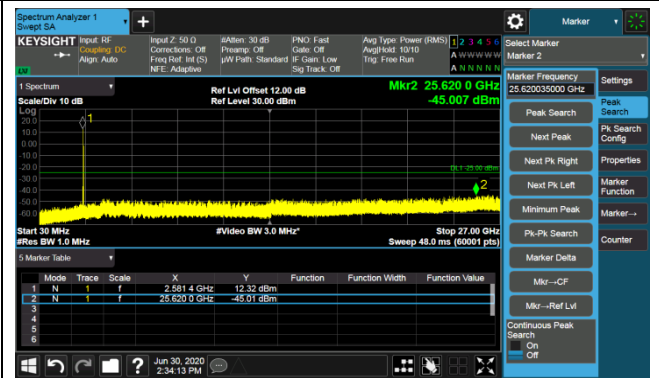 Spectrum Analyzer 1
Swept SA
+
Marker
KEYSIGHT
Input: RF
Coupling: DC
Align: Auto
Input Z: 50 Ω
Corrections: Off
Freq Ref: Int (S)
NFE: Adaptive
#Atten: 30 dB
Preamp: Off
µW Path: Standard
PNO: Fast
Gate: Off
IF Gain: Low
Sig Track: Off
Avg Type: Power (RMS)
Avg|Hold: 10/10
Trig: Free Run
1 2 3 4 5 6
A W W W W W
A N N N N N
LXI
Select Marker
Marker 2
1 Spectrum
Scale/Div 10 dB
Ref Lvl Offset 12.00 dB
Ref Level 30.00 dBm
Mkr2 25.620 0 GHz
-45.007 dBm
Log
20.0
10.0
0.00
-10.0
-20.0
-30.0
-40.0
-50.0
-60.0
1
DL1 -25.00 dBm
2
Start 30 MHz
#Res BW 1.0 MHz
#Video BW 3.0 MHz*
Stop 27.00 GHz
Sweep 48.0 ms (60001 pts)
Marker Frequency
25.620035000 GHz
Peak Search
Next Peak
Next Pk Right
Next Pk Left
Minimum Peak
Pk-Pk Search
Marker Delta
Mkr→CF
Mkr→Ref Lvl
Continuous Peak
Search
On
Off
Settings
Peak
Search
Pk Search
Config
Properties
Marker
Function
Marker→
Counter
5 Marker Table
Mode Trace Scale X Y Function Function Width Function Value
1 N 1 f 2.581 4 GHz 12.32 dBm
2 N 1 f 25.620 0 GHz -45.01 dBm
3
4
5
6
?
Jun 30, 2020
2:34:13 PM